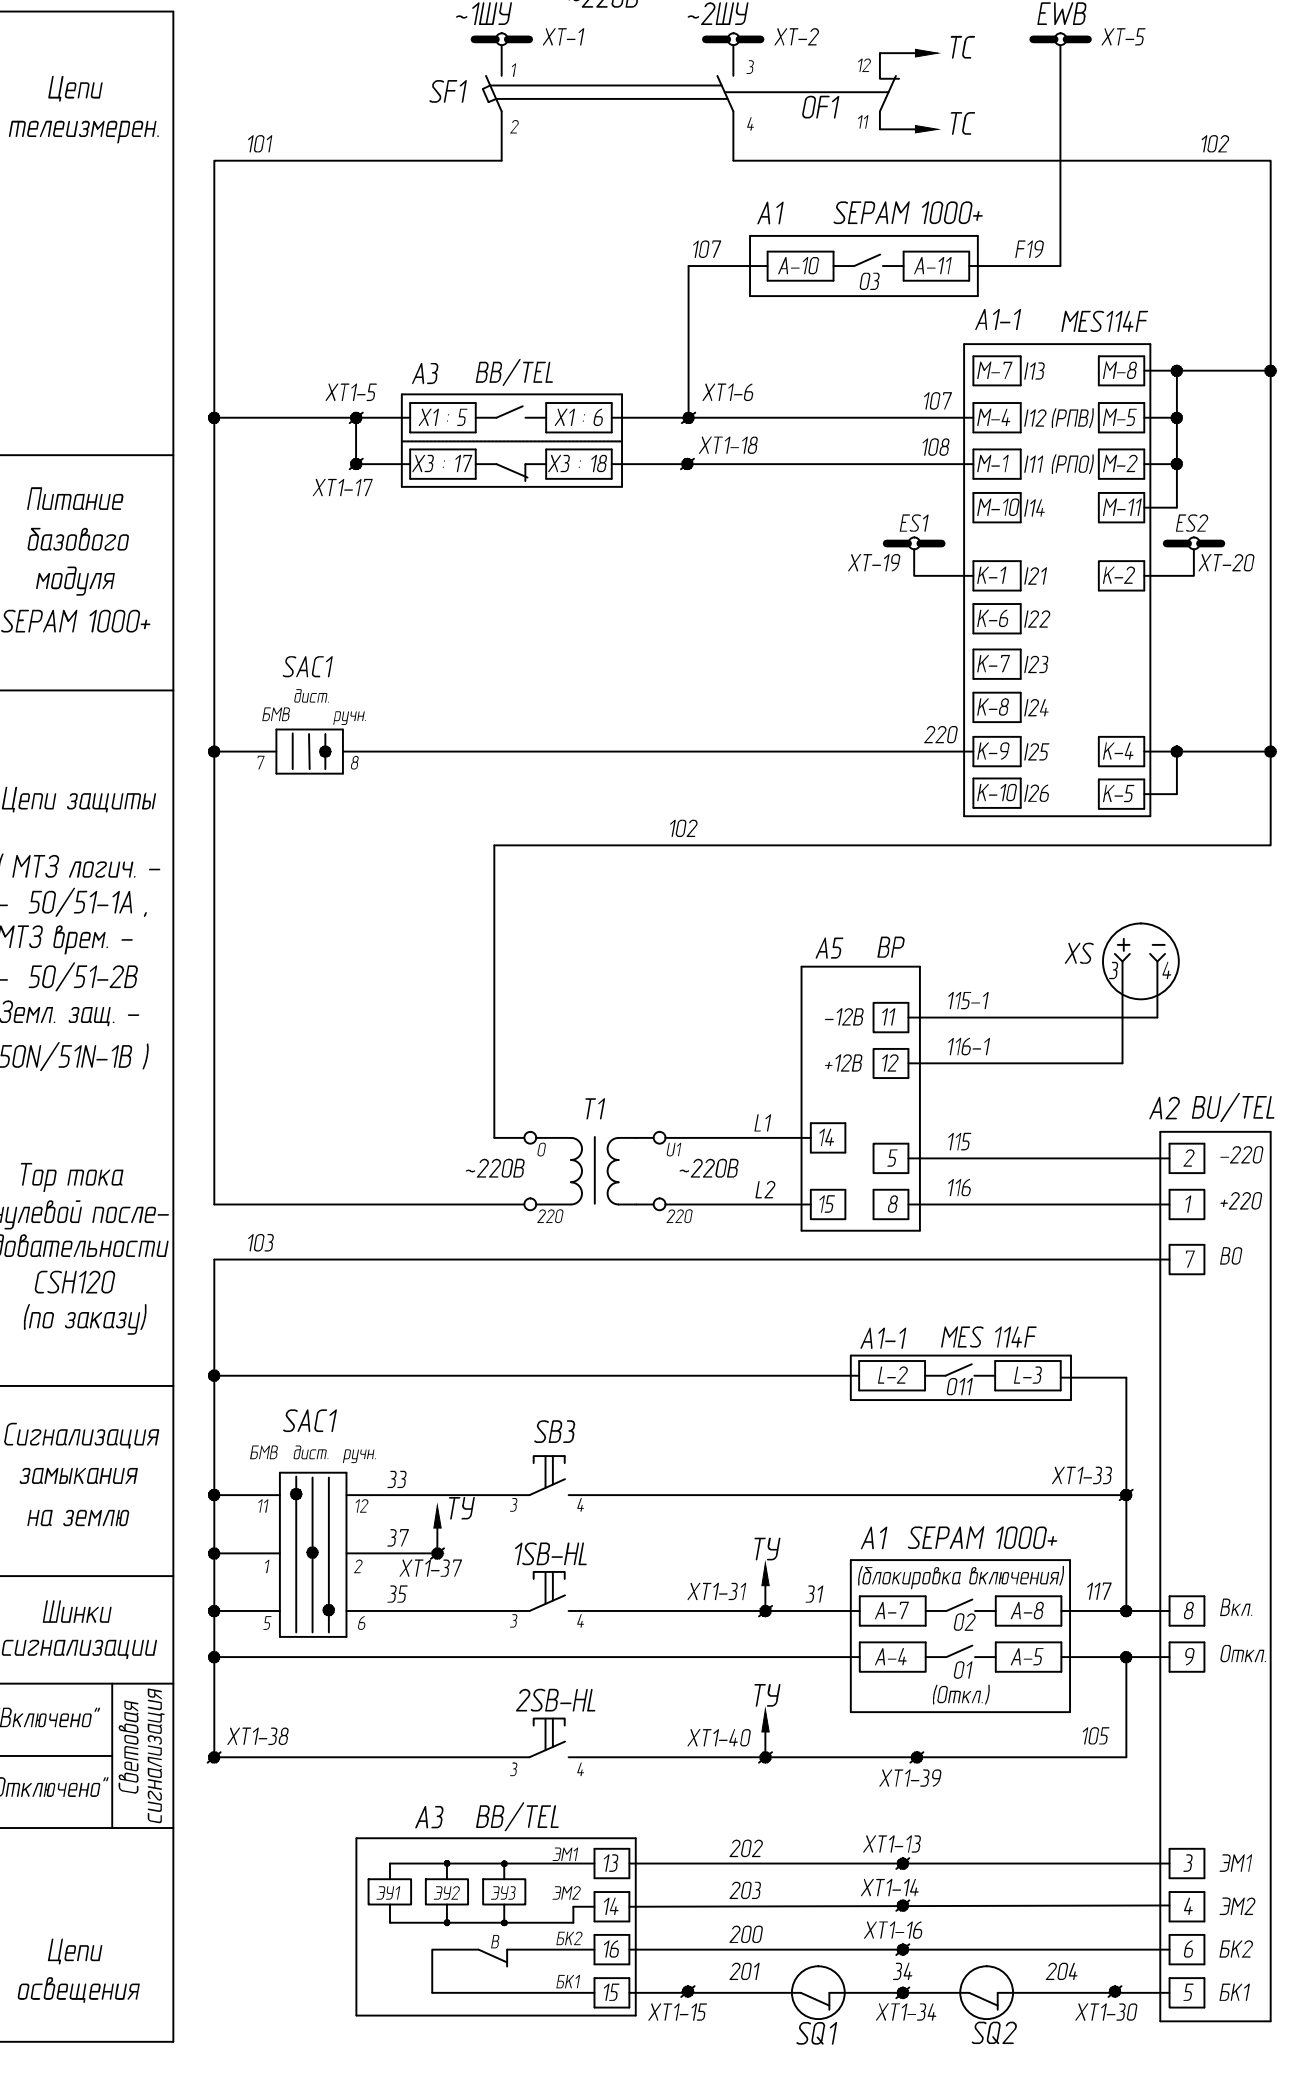 ~220В
~1ШУ
XT-1
~2ШУ
XT-2
EWB
XT-5
SF1
1
2
3
4
OF1
12
11
ТС
ТС
101
102
Цепи
телеизмерен.
A1 SEPAM 1000+
107
A-10
03
A-11
F19
A1-1 MES114F
M-7 I13 M-8
M-4 I12 (РПВ) M-5
M-1 I11 (РПО) M-2
M-10 I14 M-11
K-1 I21 K-2
K-6 I22
K-7 I23
K-8 I24
K-9 I25 K-4
K-10 I26 K-5
A3 BB/TEL
XT1-5
X1 : 5
X1 : 6
XT1-6
107
XT1-17
X3 : 17
X3 : 18
XT1-18
108
ES1
XT-19
ES2
XT-20
Питание
базового
модуля
SEPAM 1000+
SAC1
дист.
БМВ ручн.
7
8
220
102
Цепи защиты
( МТЗ логич. -
- 50/51-1А ,
МТЗ врем. -
- 50/51-2В
Земл. защ. -
50N/51N-1В )
A5 BP
XS
+ -
3 4
-12В 11
115-1
+12В 12
116-1
14
15
5
8
115
116
L1
L2
T1
0
220
U1
220
~220В
~220В
A2 BU/TEL
2 -220
1 +220
7 ВО
103
Тор тока
нулевой после-
довательности
CSH120
(по заказу)
A1-1 MES 114F
L-2
O11
L-3
SAC1
БМВ дист. ручн.
11
12
1
2
5
6
33
37
35
SB3
3 4
XT1-33
ТУ
XT1-37
1SB-HL
3 4
XT1-31
ТУ
31
A1 SEPAM 1000+
(блокировка включения)
A-7
02
A-8
117
A-4
01
A-5
(Откл.)
8 Вкл.
9 Откл.
Сигнализация
замыкания
на землю
Шинки
сигнализации
Включено"
Отключено"
Световая
сигнализация
XT1-38
2SB-HL
3 4
XT1-40
ТУ
XT1-39
105
A3 BB/TEL
ЭУ1 ЭУ2 ЭУ3
ЭМ1 13
202
XT1-13
3 ЭМ1
ЭМ2 14
203
XT1-14
4 ЭМ2
В
БК2 16
200
XT1-16
6 БК2
БК1 15
XT1-15
201
SQ1
34
XT1-34
SQ2
204
XT1-30
5 БК1
Цепи
освещения